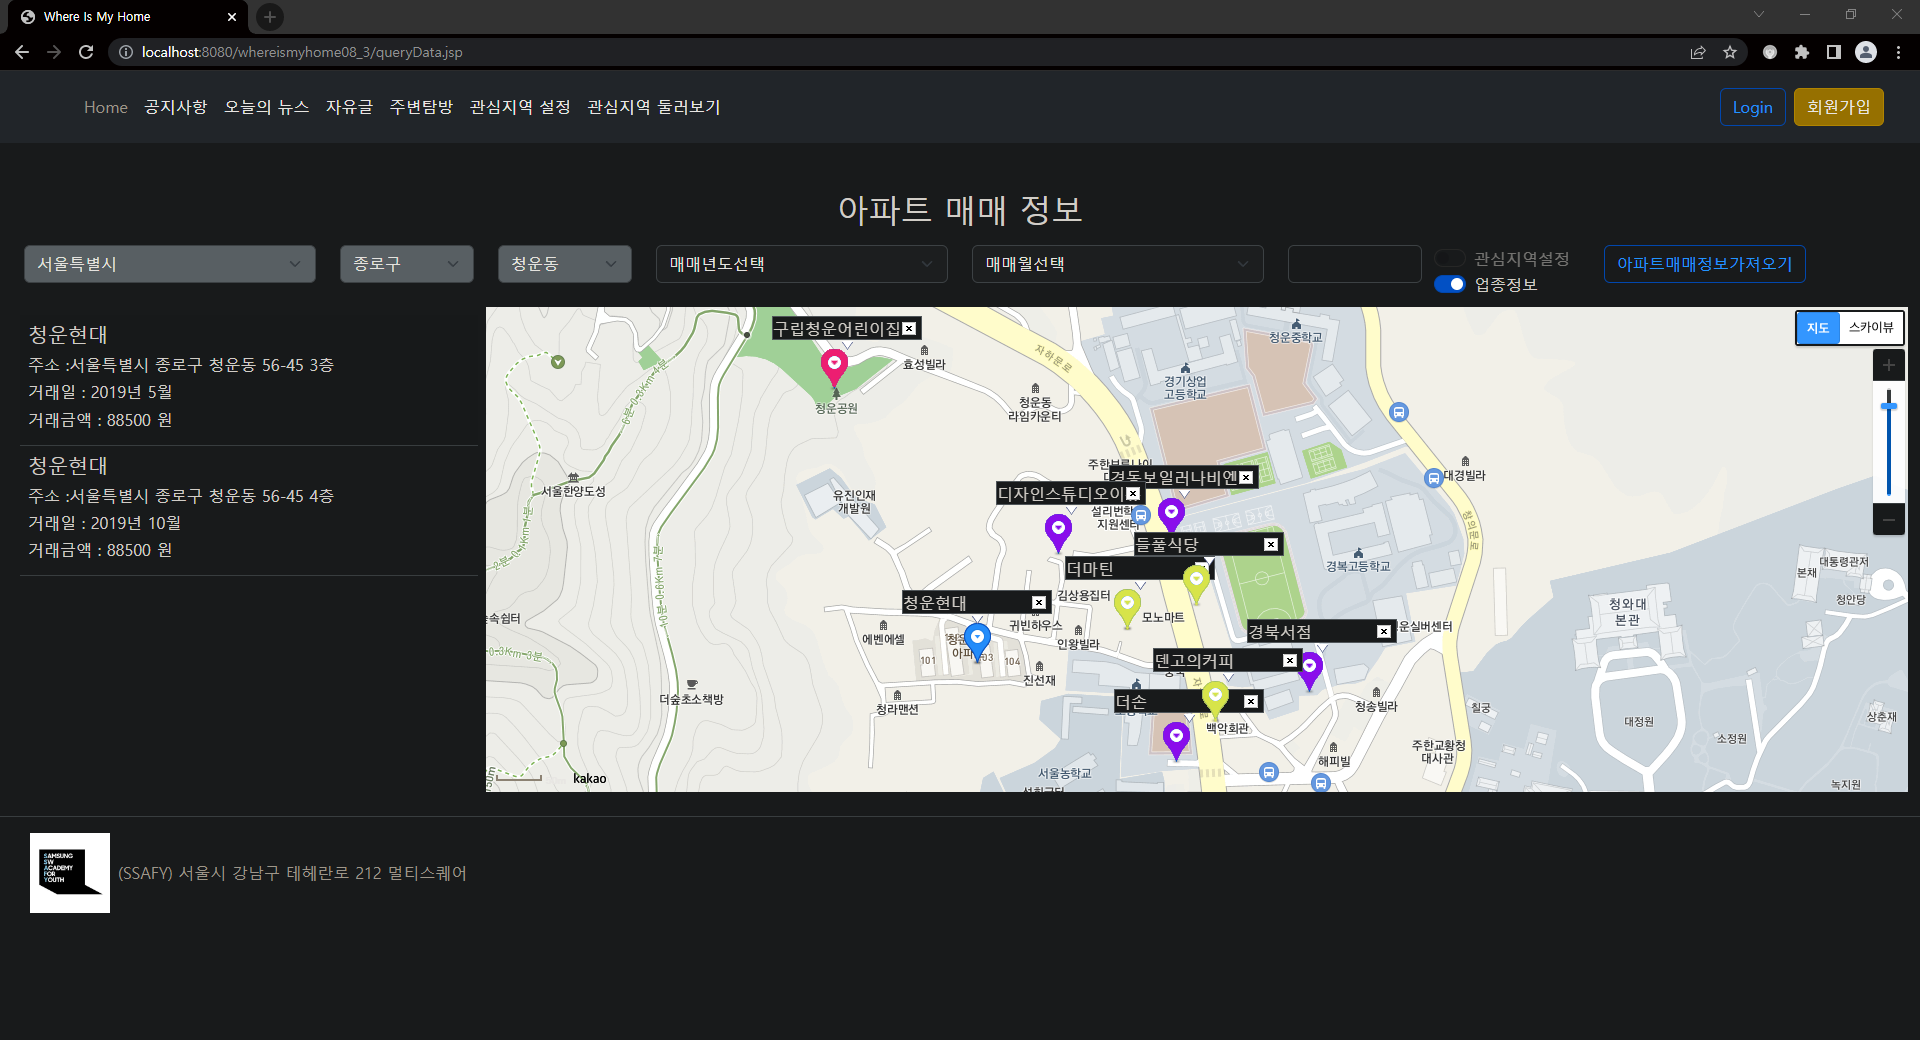 Where Is My Home
localhost:8080/whereismyhome08_3/queryData.jsp
Home 공지사항 오늘의 뉴스 자유글 주변탐방 관심지역 설정 관심지역 둘러보기
Login 회원가입
아파트 매매 정보
서울특별시 종로구 청운동 매매년도선택 매매월선택
관심지역설정
업종정보
아파트매매정보가져오기
청운현대
주소 :서울특별시 종로구 청운동 56-45 3층
거래일 : 2019년 5월
거래금액 : 88500 원
청운현대
주소 :서울특별시 종로구 청운동 56-45 4층
거래일 : 2019년 10월
거래금액 : 88500 원
구립청운어린이집
지도 스카이뷰
자하문로
청운중학교
효성빌라
경기상업
고등학교
청운공원
청운동
라임카운티
경동보일러나비엔
대경빌라
서울한양도성
유진인재
개발원
디자인스튜디오이
지원센터
창의문로
들풀식당
더마틴
경복고등학교
대통령관저
본채
청운현대
김상용집터
모노마트
청와대
본관
청안당
숙쉼터
에벤에셀
귀빈하우스
인왕빌라
경북서점
운실버센터
101
104
진선재
덴고의커피
더숲초소책방
청라맨션
더손
백악회관
청송빌라
칠궁
대정원
소정원
상춘재
주한교황청
대사관
해피빌
서울농학교
녹지원
kakao
SAMSUNG
SW
ACADEMY
FOR
YOUTH
(SSAFY) 서울시 강남구 테헤란로 212 멀티스퀘어